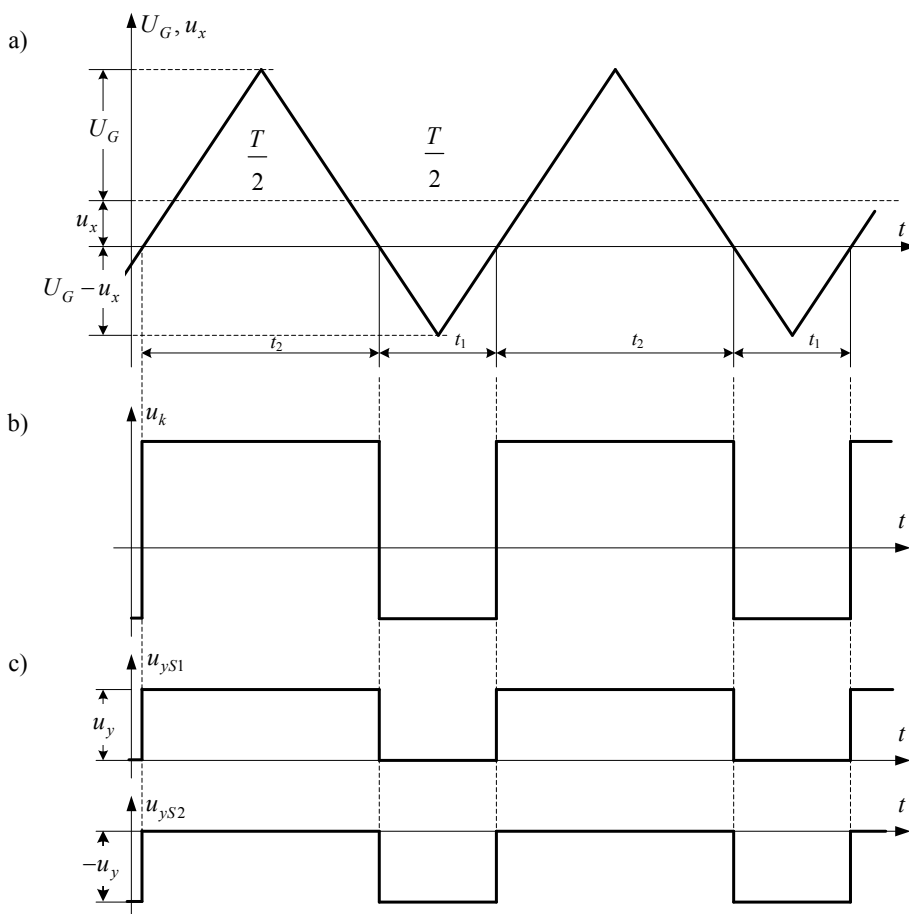 a)
U_G, u_x
U_G
T/2
T/2
u_x
t
U_G – u_x
t_2
t_1
t_2
t_1
b)
u_k
t
c)
u_yS1
u_y
t
u_yS2
t
–u_y